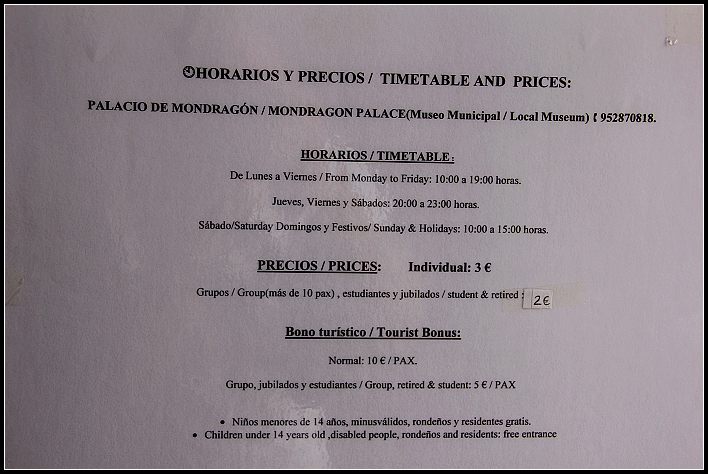 🕙HORARIOS Y PRECIOS / TIMETABLE AND PRICES:
PALACIO DE MONDRAGÓN / MONDRAGON PALACE(Museo Municipal / Local Museum) ✆ 952870818.
HORARIOS / TIMETABLE:
De Lunes a Viernes / From Monday to Friday: 10:00 a 19:00 horas.
Jueves, Viernes y Sábados: 20:00 a 23:00 horas.
Sábado/Saturday Domingos y Festivos/ Sunday & Holidays: 10:00 a 15:00 horas.
PRECIOS / PRICES: Individual: 3 €
Grupos / Group(más de 10 pax) , estudiantes y jubilados / student & retired : 2€
Bono turístico / Tourist Bonus:
Normal: 10 € / PAX.
Grupo, jubilados y estudiantes / Group, retired & student: 5 € / PAX
• Niños menores de 14 años, minusválidos, rondeños y residentes gratis.
• Children under 14 years old ,disabled people, rondeños and residents: free entrance